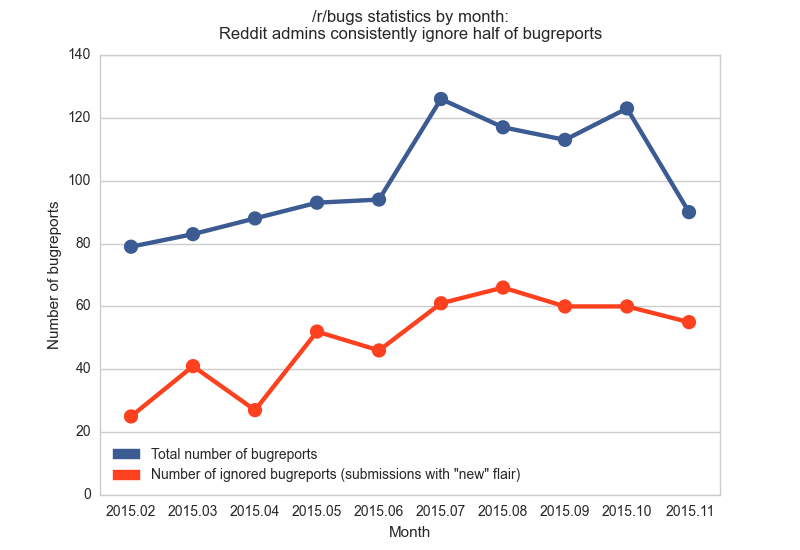 /r/bugs statistics by month:
Reddit admins consistently ignore half of bugreports
140
120
100
80
60
40
20
0
Number of bugreports
Total number of bugreports
Number of ignored bugreports (submissions with "new" flair)
2015.02 2015.03 2015.04 2015.05 2015.06 2015.07 2015.08 2015.09 2015.10 2015.11
Month